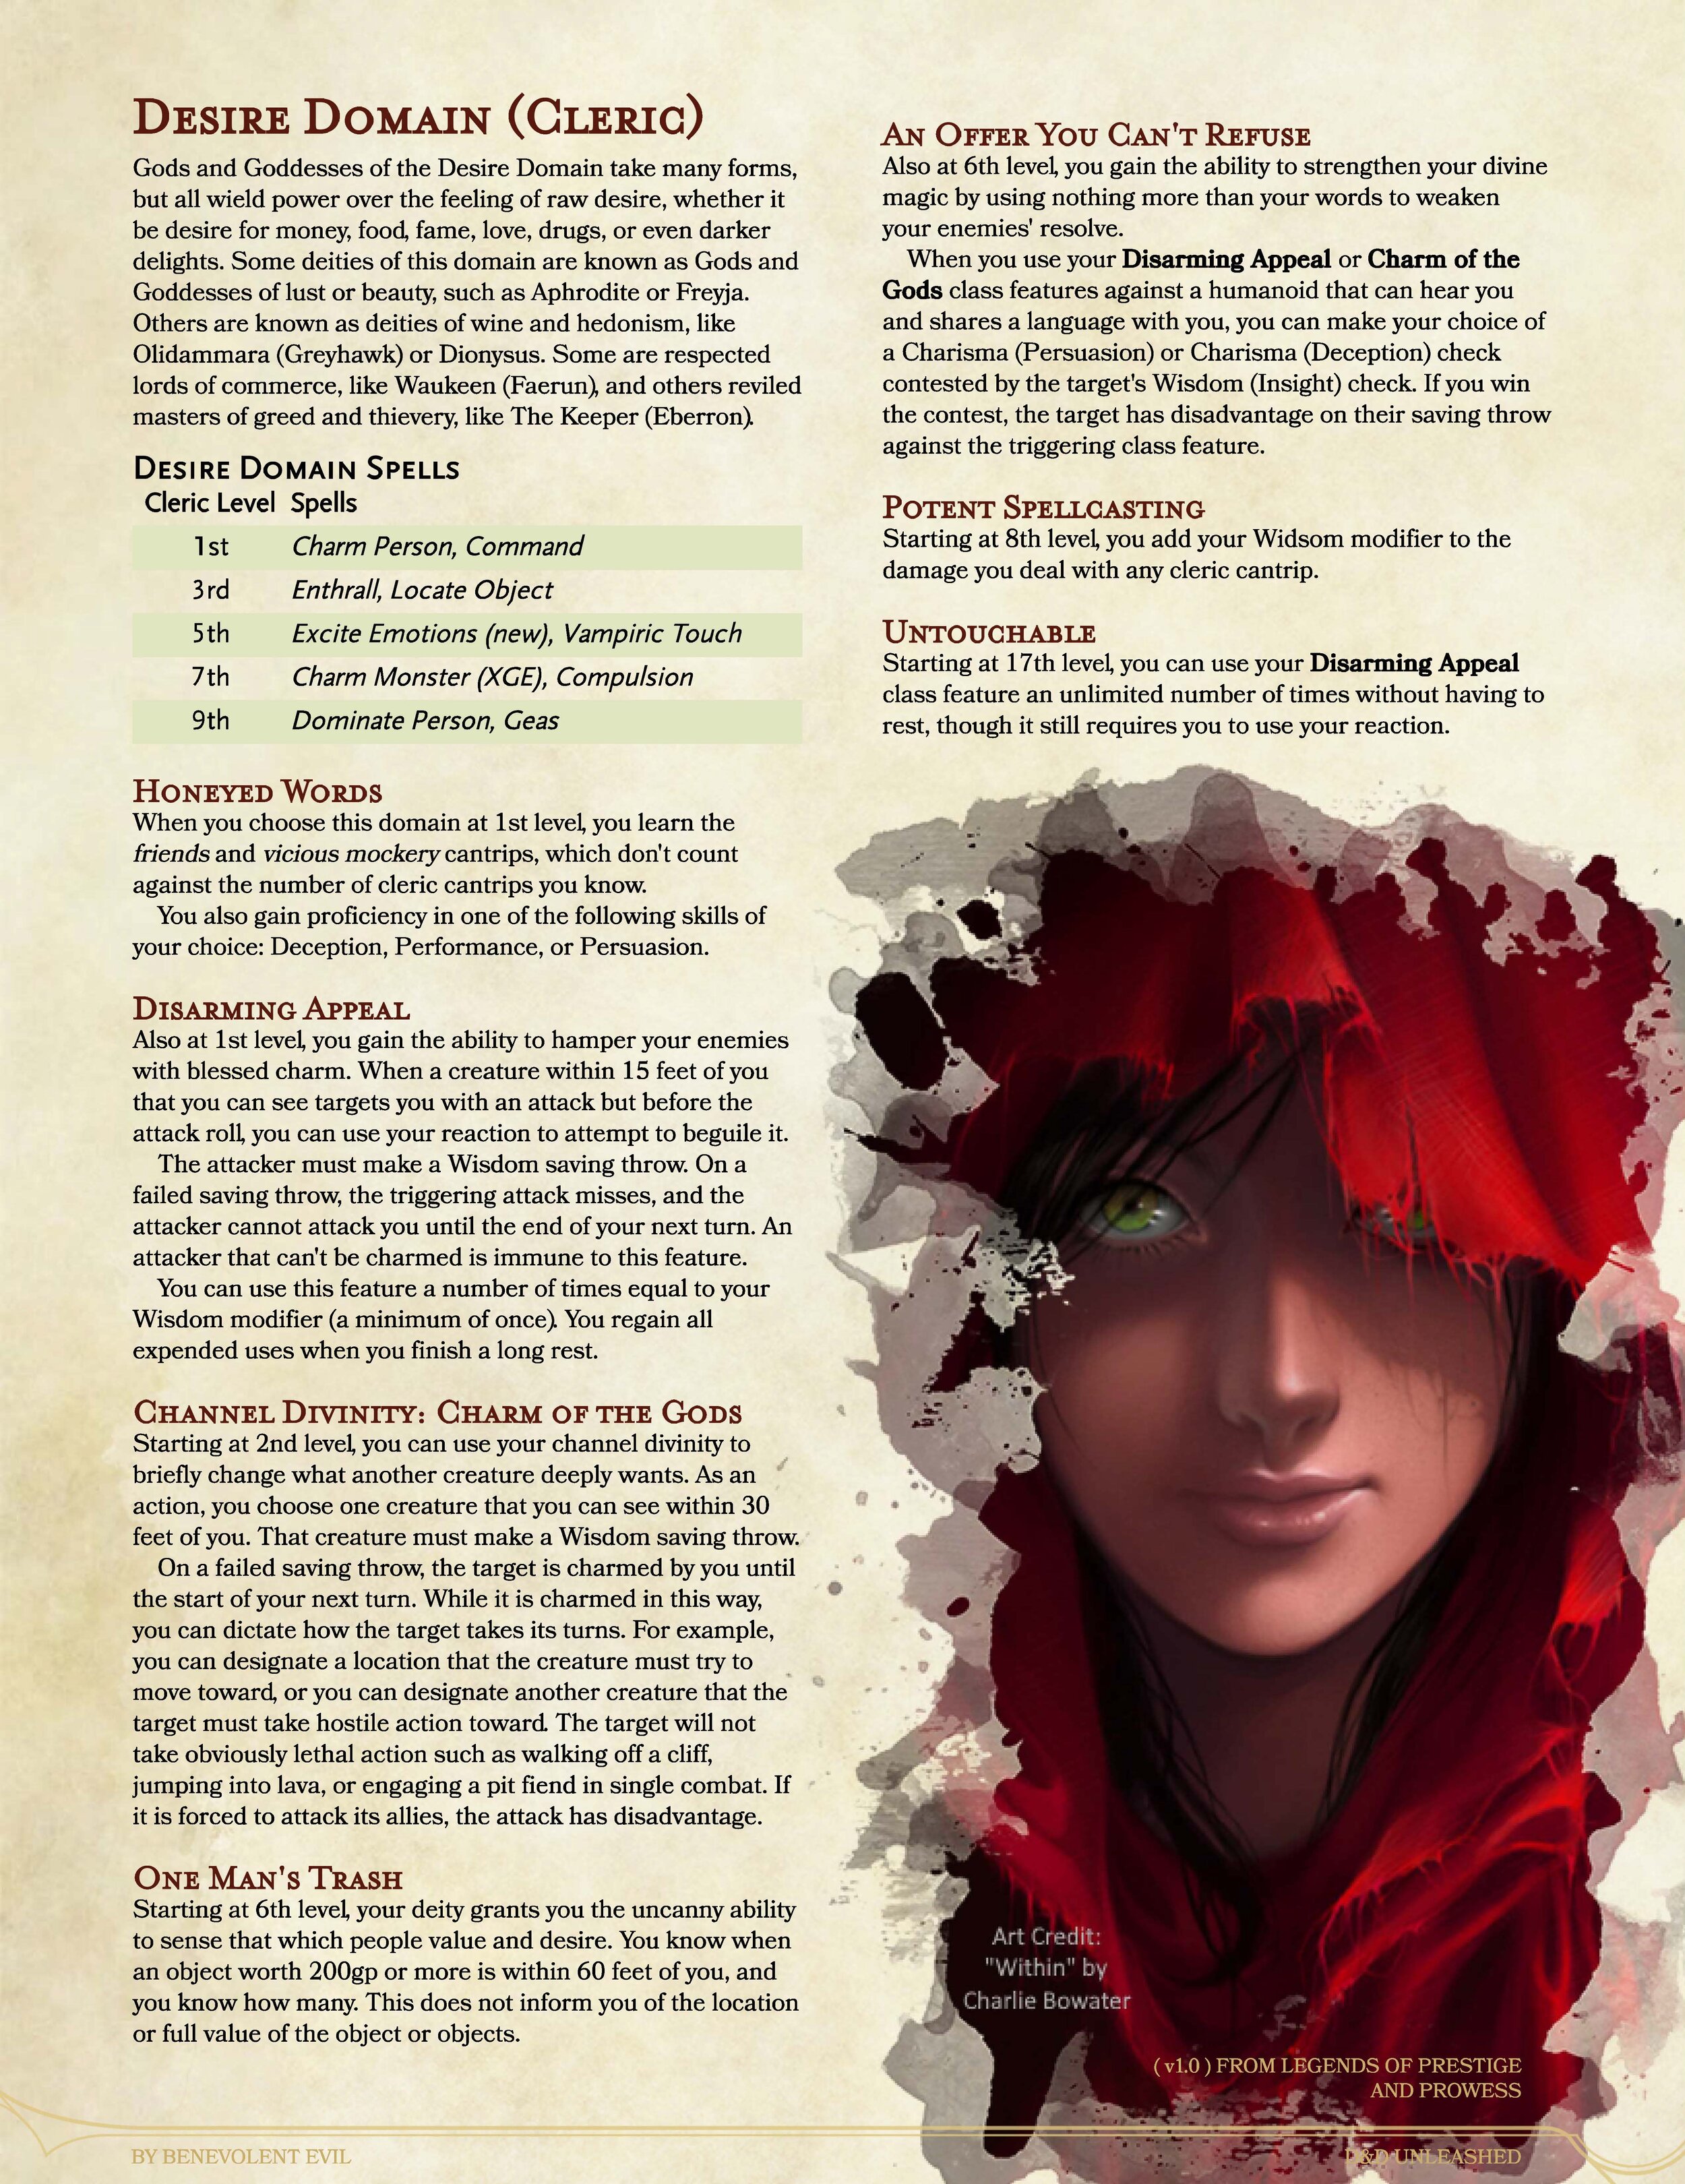 Desire Domain (Cleric)
Gods and Goddesses of the Desire Domain take many forms,
but all wield power over the feeling of raw desire, whether it
be desire for money, food, fame, love, drugs, or even darker
delights. Some deities of this domain are known as Gods and
Goddesses of lust or beauty, such as Aphrodite or Freyja.
Others are known as deities of wine and hedonism, like
Olidammara (Greyhawk) or Dionysus. Some are respected
lords of commerce, like Waukeen (Faerun), and others reviled
masters of greed and thievery, like The Keeper (Eberron).
Desire Domain Spells
Cleric Level Spells
1st Charm Person, Command
3rd Enthrall, Locate Object
5th Excite Emotions (new), Vampiric Touch
7th Charm Monster (XGE), Compulsion
9th Dominate Person, Geas
Honeyed Words
When you choose this domain at 1st level, you learn the
friends and vicious mockery cantrips, which don't count
against the number of cleric cantrips you know.
You also gain proficiency in one of the following skills of
your choice: Deception, Performance, or Persuasion.
Disarming Appeal
Also at 1st level, you gain the ability to hamper your enemies
with blessed charm. When a creature within 15 feet of you
that you can see targets you with an attack but before the
attack roll, you can use your reaction to attempt to beguile it.
The attacker must make a Wisdom saving throw. On a
failed saving throw, the triggering attack misses, and the
attacker cannot attack you until the end of your next turn. An
attacker that can't be charmed is immune to this feature.
You can use this feature a number of times equal to your
Wisdom modifier (a minimum of once). You regain all
expended uses when you finish a long rest.
Channel Divinity: Charm of the Gods
Starting at 2nd level, you can use your channel divinity to
briefly change what another creature deeply wants. As an
action, you choose one creature that you can see within 30
feet of you. That creature must make a Wisdom saving throw.
On a failed saving throw, the target is charmed by you until
the start of your next turn. While it is charmed in this way,
you can dictate how the target takes its turns. For example,
you can designate a location that the creature must try to
move toward, or you can designate another creature that the
target must take hostile action toward. The target will not
take obviously lethal action such as walking off a cliff,
jumping into lava, or engaging a pit fiend in single combat. If
it is forced to attack its allies, the attack has disadvantage.
One Man's Trash
Starting at 6th level, your deity grants you the uncanny ability
to sense that which people value and desire. You know when
an object worth 200gp or more is within 60 feet of you, and
you know how many. This does not inform you of the location
or full value of the object or objects.
An Offer You Can't Refuse
Also at 6th level, you gain the ability to strengthen your divine
magic by using nothing more than your words to weaken
your enemies' resolve.
When you use your Disarming Appeal or Charm of the
Gods class features against a humanoid that can hear you
and shares a language with you, you can make your choice of
a Charisma (Persuasion) or Charisma (Deception) check
contested by the target's Wisdom (Insight) check. If you win
the contest, the target has disadvantage on their saving throw
against the triggering class feature.
Potent Spellcasting
Starting at 8th level, you add your Widsom modifier to the
damage you deal with any cleric cantrip.
Untouchable
Starting at 17th level, you can use your Disarming Appeal
class feature an unlimited number of times without having to
rest, though it still requires you to use your reaction.
Art Credit:
"Within" by
Charlie Bowater
( v1.0 ) FROM LEGENDS OF PRESTIGE
AND PROWESS
BY BENEVOLENT EVIL
D&D UNLEASHED